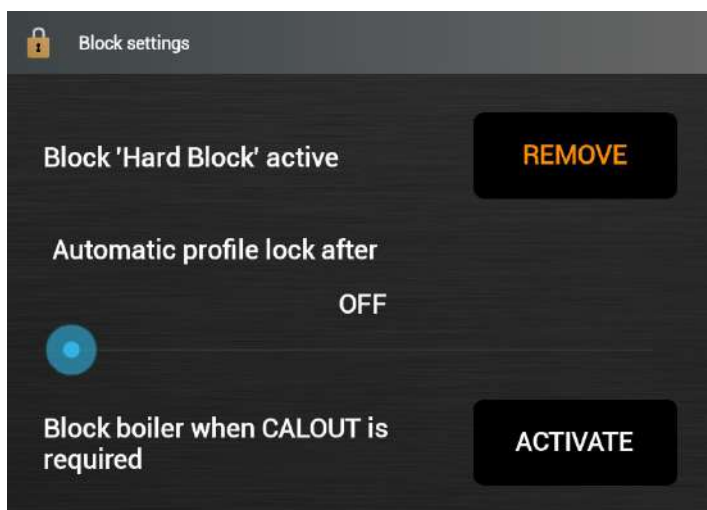 Block settings
Block 'Hard Block' active
REMOVE
Automatic profile lock after
OFF
Block boiler when CALOUT is
required
ACTIVATE